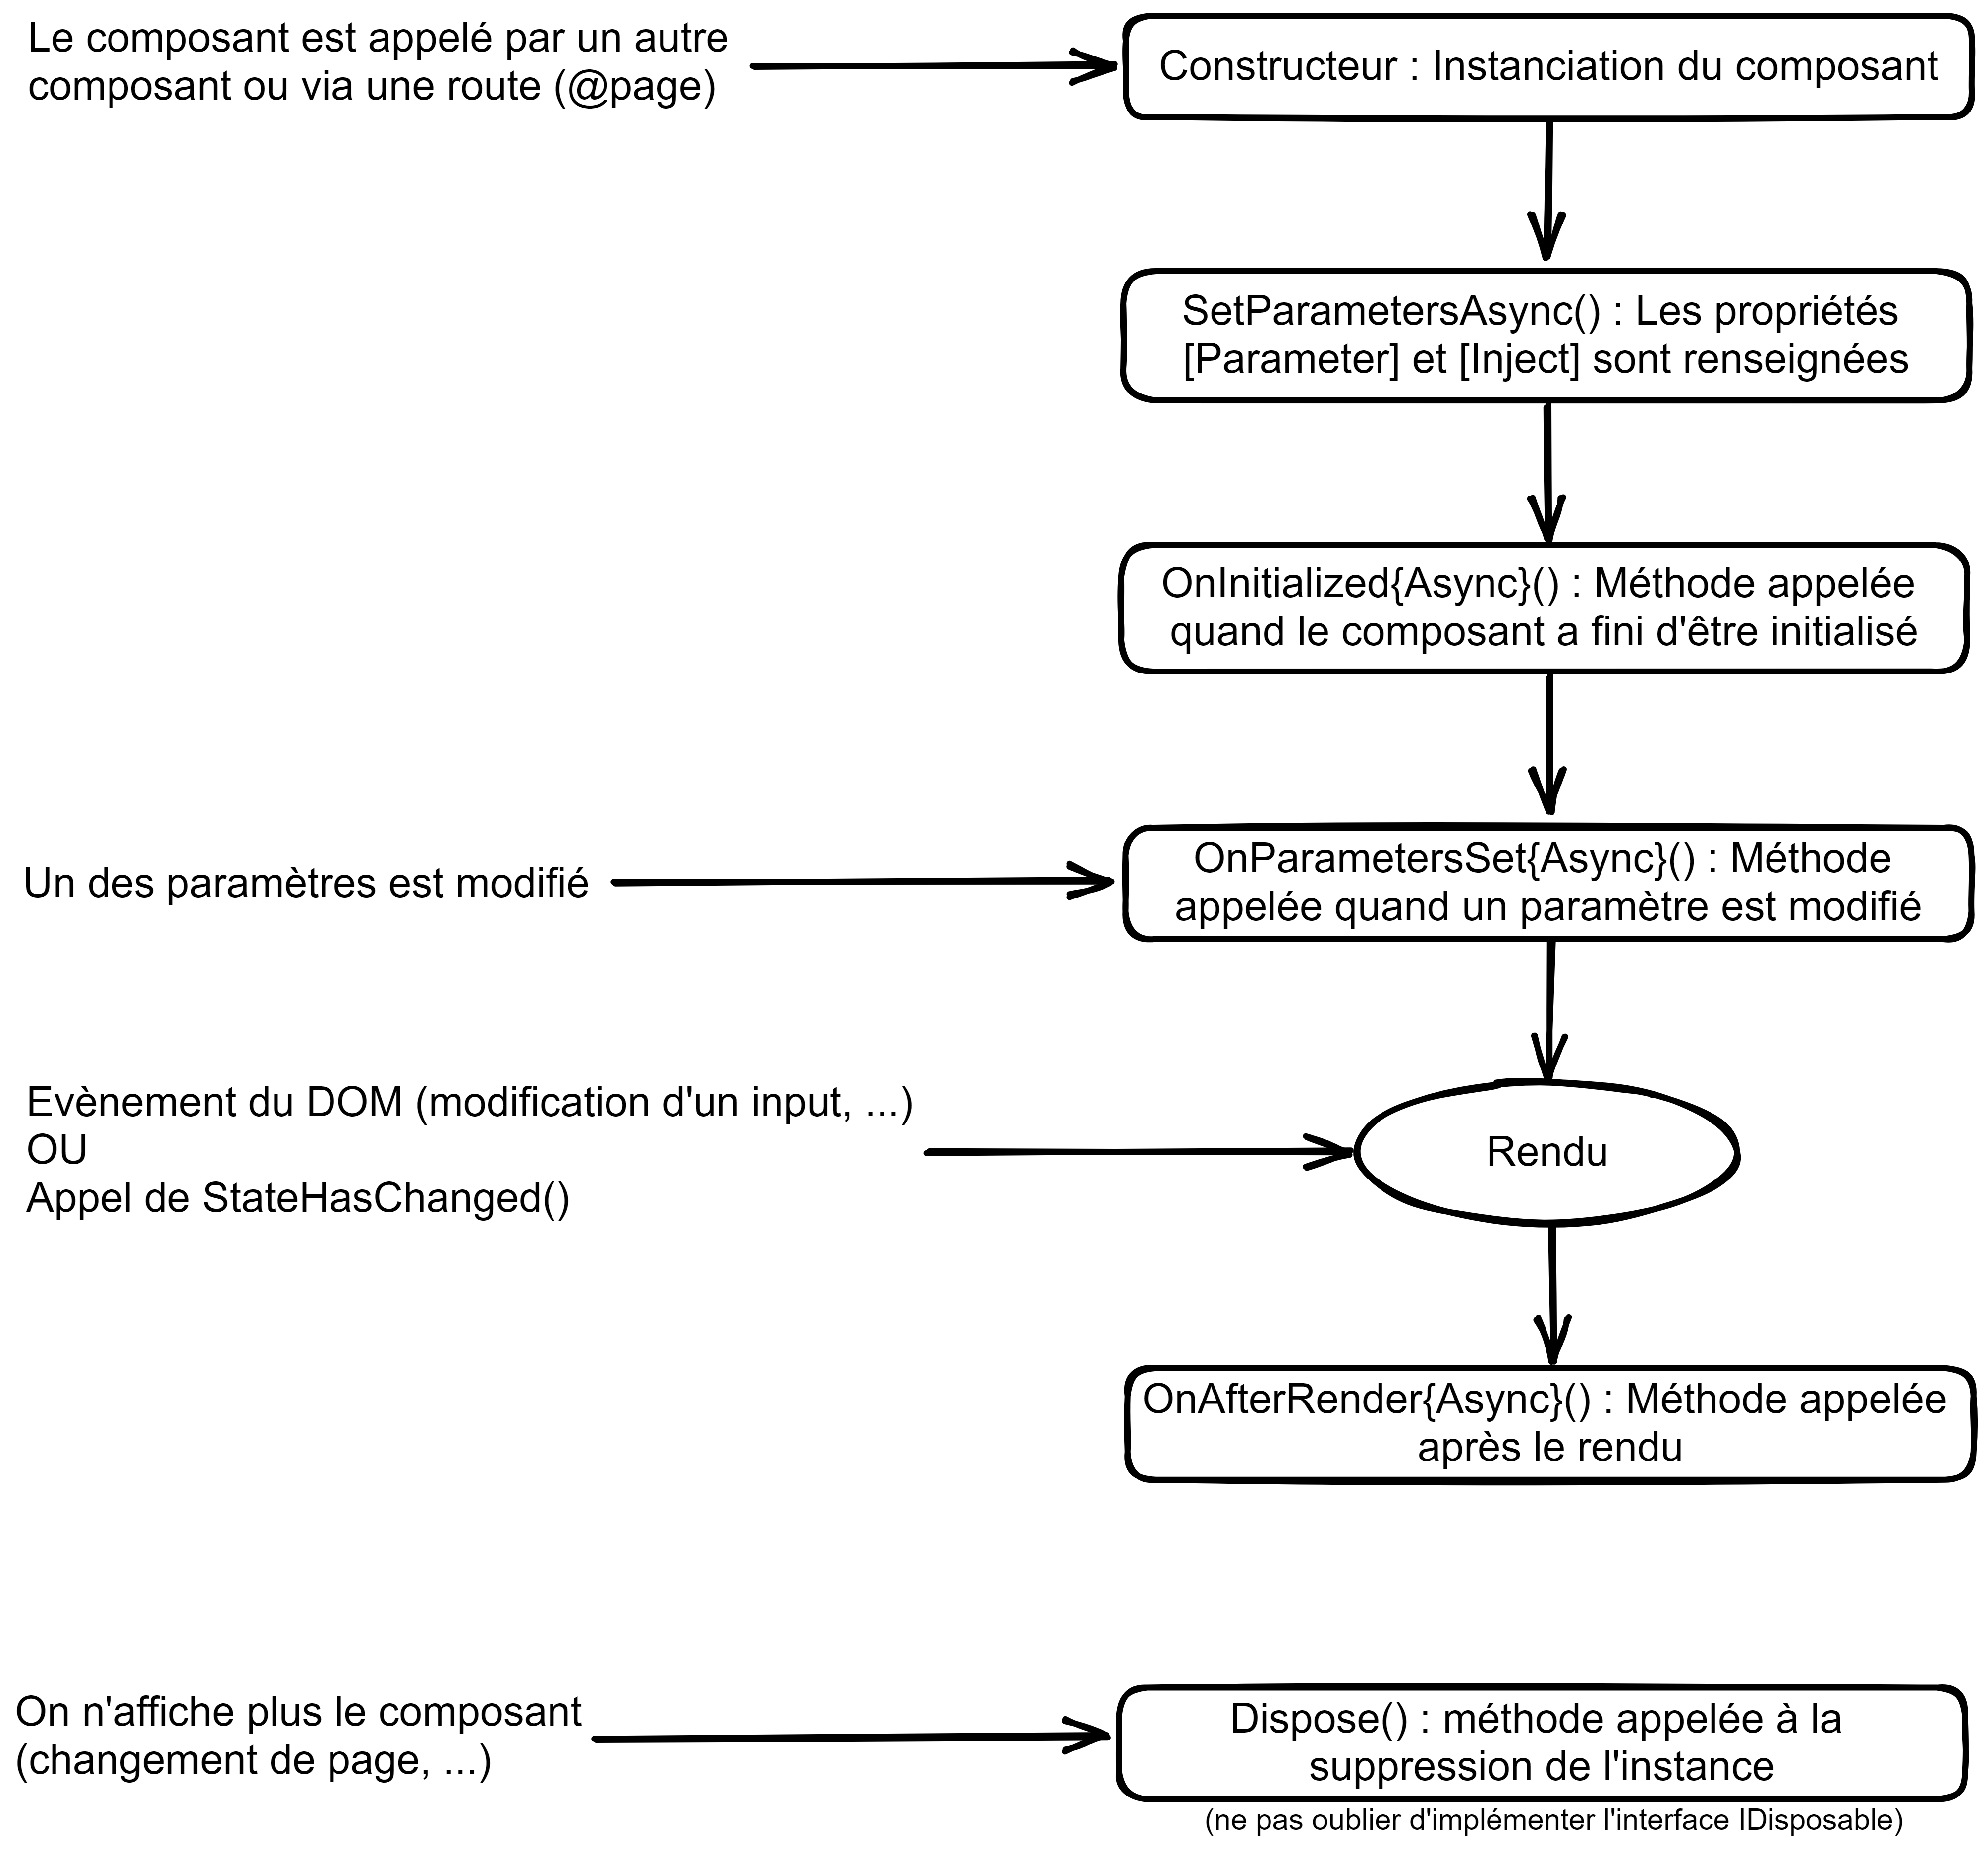 Le composant est appelé par un autre
composant ou via une route (@page)
Constructeur : Instanciation du composant
SetParametersAsync() : Les propriétés
[Parameter] et [Inject] sont renseignées
OnInitialized{Async}() : Méthode appelée
quand le composant a fini d'être initialisé
Un des paramètres est modifié
OnParametersSet{Async}() : Méthode
appelée quand un paramètre est modifié
Evènement du DOM (modification d'un input, ...)
OU
Appel de StateHasChanged()
Rendu
OnAfterRender{Async}() : Méthode appelée
après le rendu
On n'affiche plus le composant
(changement de page, ...)
Dispose() : méthode appelée à la
suppression de l'instance
(ne pas oublier d'implémenter l'interface IDisposable)